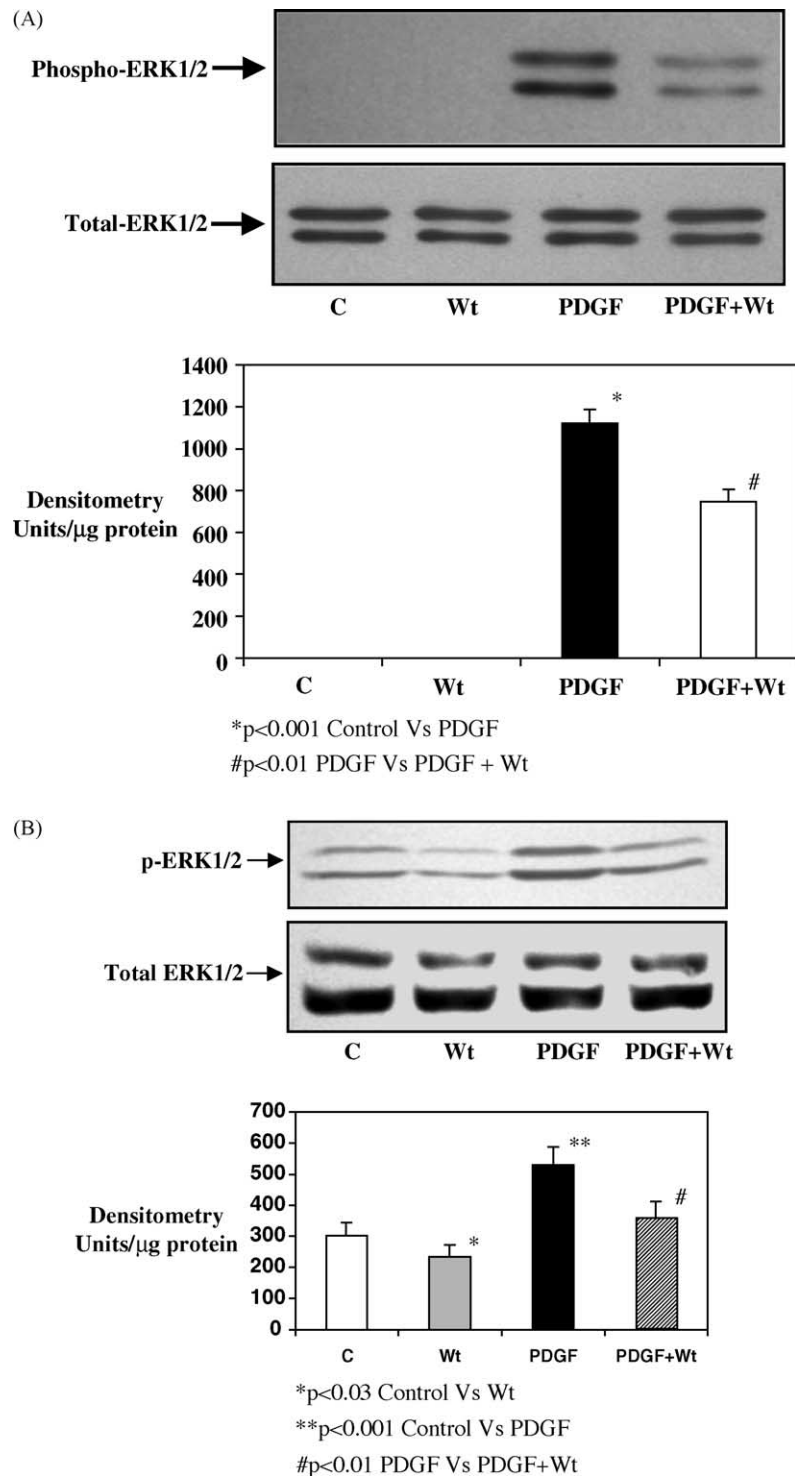 (A)
Phospho-ERK1/2
Total-ERK1/2
C Wt PDGF PDGF+Wt
1400
1200
1000
800
600
400
200
0
Densitometry
Units/μg protein
*
#
C Wt PDGF PDGF+Wt
*p<0.001 Control Vs PDGF
#p<0.01 PDGF Vs PDGF + Wt
(B)
p-ERK1/2
Total ERK1/2
C Wt PDGF PDGF+Wt
700
600
500
400
300
200
100
0
Densitometry
Units/μg protein
*
**
#
C Wt PDGF PDGF+Wt
*p<0.03 Control Vs Wt
**p<0.001 Control Vs PDGF
#p<0.01 PDGF Vs PDGF+Wt